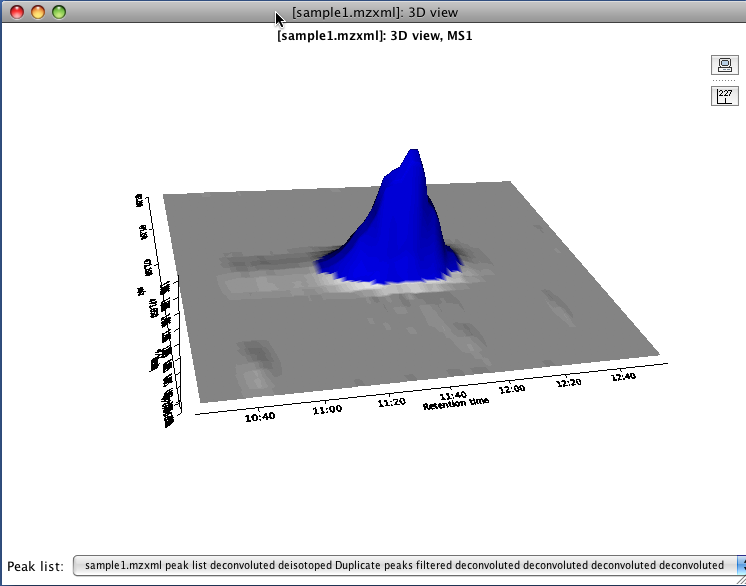 [sample1.mzxml]: 3D view
[sample1.mzxml]: 3D view, MS1
227
10:40
11:00
11:20
11:40
12:00
12:20
12:40
Retention time
Peak list:
sample1.mzxml peak list deconvoluted deisotoped Duplicate peaks filtered deconvoluted deconvoluted deconvoluted deconvoluted